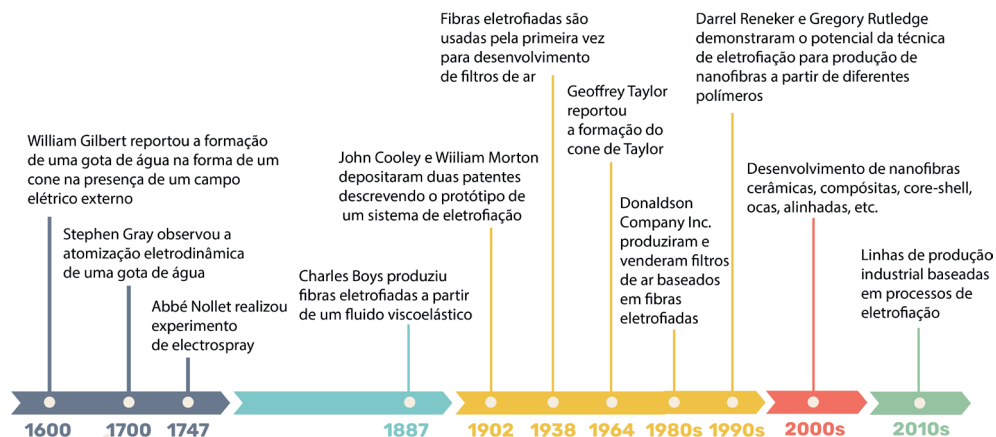 William Gilbert reportou a formação
de uma gota de água na forma de um
cone na presença de um campo
elétrico externo
Stephen Gray observou a
atomização eletrodinâmica
de uma gota de água
Abbé Nollet realizou
experimento
de electrospray
Charles Boys produziu
fibras eletrofiadas a partir
de um fluido viscoelástico
John Cooley e Wiiliam Morton
depositaram duas patentes
descrevendo o protótipo de
um sistema de eletrofiação
Fibras eletrofiadas são
usadas pela primeira vez
para desenvolvimento
de filtros de ar
Geoffrey Taylor
reportou
a formação do
cone de Taylor
Donaldson
Company Inc.
produziram e
venderam filtros
de ar baseados
em fibras
eletrofiadas
Darrel Reneker e Gregory Rutledge
demonstraram o potencial da técnica
de eletrofiação para produção de
nanofibras a partir de diferentes
polímeros
Desenvolvimento de nanofibras
cerâmicas, compósitas, core-shell,
ocas, alinhadas, etc.
Linhas de produção
industrial baseadas
em processos de
eletrofiação
1600 1700 1747 1887 1902 1938 1964 1980s 1990s 2000s 2010s